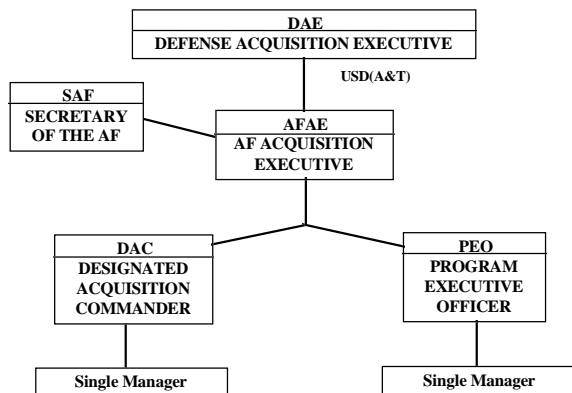 DAE
DEFENSE ACQUISITION EXECUTIVE
USD(A&T)
SAF
SECRETARY
OF THE AF
AFAE
AF ACQUISITION
EXECUTIVE
DAC
DESIGNATED
ACQUISITION
COMMANDER
PEO
PROGRAM
EXECUTIVE
OFFICER
Single Manager
Single Manager